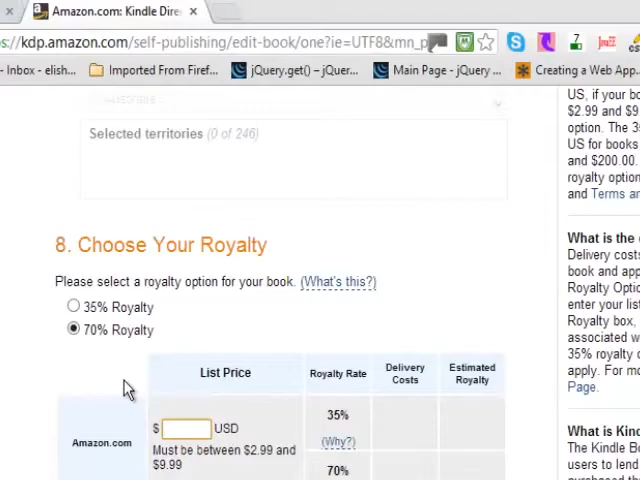 Amazon.com: Kindle Dire
ps://kdp.amazon.com/self-publishing/edit-book/one?ie=UTF8&mn_p
- Inbox - elish... Imported From Firef... jQuery.get() – jQuer... Main Page - jQuery ... Creating a Web App
Selected territories (0 of 246)
8. Choose Your Royalty
Please select a royalty option for your book. (What's this?)
35% Royalty
70% Royalty
List Price Royalty Rate Delivery Costs Estimated Royalty
Amazon.com
$ USD
Must be between $2.99 and
$9.99
35%
(Why?)
70%
US, if your bo
$2.99 and $9
option. The 3
US for books
and $200.00.
royalty option
and Terms an
What is the
Delivery costs
book and app
Royalty Optio
enter your list
Royalty box,
associated w
35% royalty o
apply. For mo
Page.
What is Kind
The Kindle Bo
users to lend